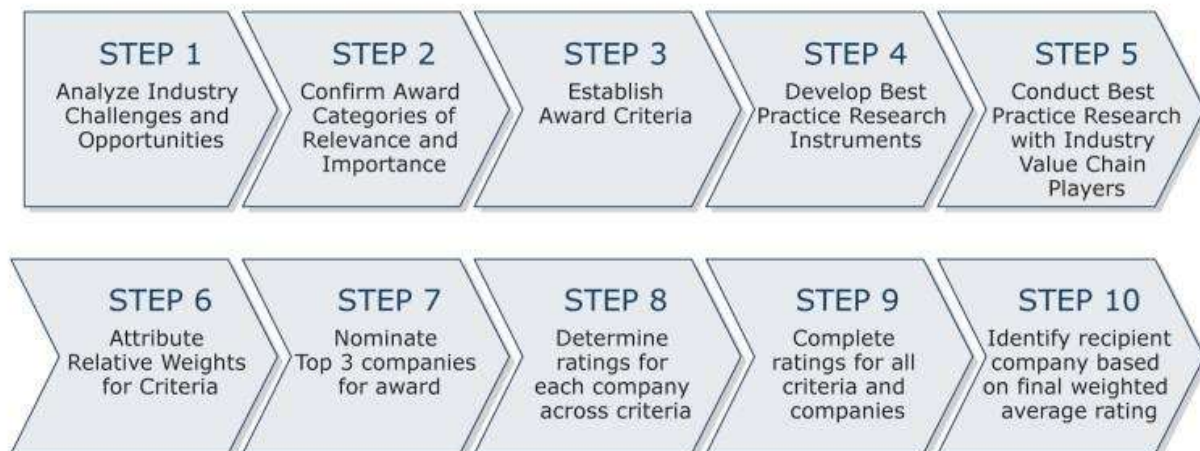 STEP 1
Analyze Industry
Challenges and
Opportunities
STEP 2
Confirm Award
Categories of
Relevance and
Importance
STEP 3
Establish
Award Criteria
STEP 4
Develop Best
Practice Research
Instruments
STEP 5
Conduct Best
Practice Research
with Industry
Value Chain
Players
STEP 6
Attribute
Relative Weights
for Criteria
STEP 7
Nominate
Top 3 companies
for award
STEP 8
Determine
ratings for
each company
across criteria
STEP 9
Complete
ratings for all
criteria and
companies
STEP 10
Identify recipient
company based
on final weighted
average rating